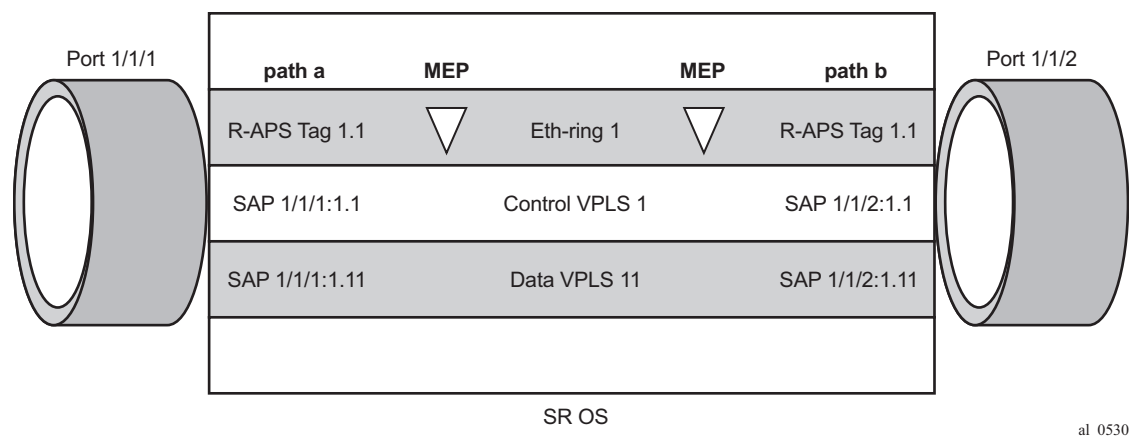 Port 1/1/1
Port 1/1/2
path a MEP MEP path b
R-APS Tag 1.1 Eth-ring 1 R-APS Tag 1.1
SAP 1/1/1:1.1 Control VPLS 1 SAP 1/1/2:1.1
SAP 1/1/1:1.11 Data VPLS 11 SAP 1/1/2:1.11
SR OS
al 0530